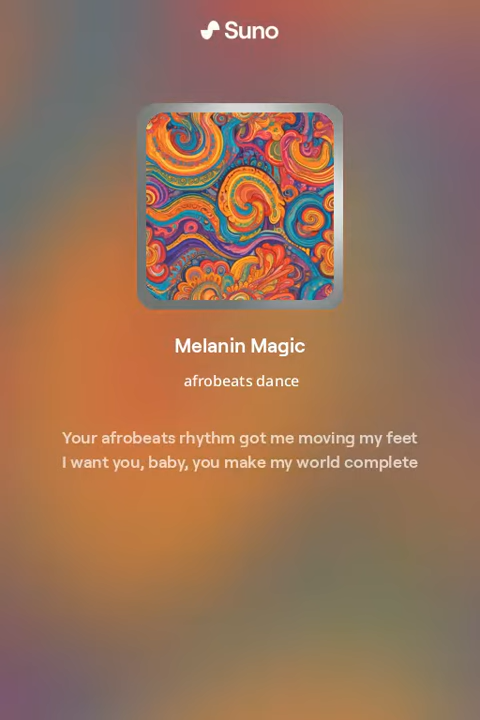 Suno
Melanin Magic
afrobeats dance
Your afrobeats rhythm got me moving my feet
I want you, baby, you make my world complete